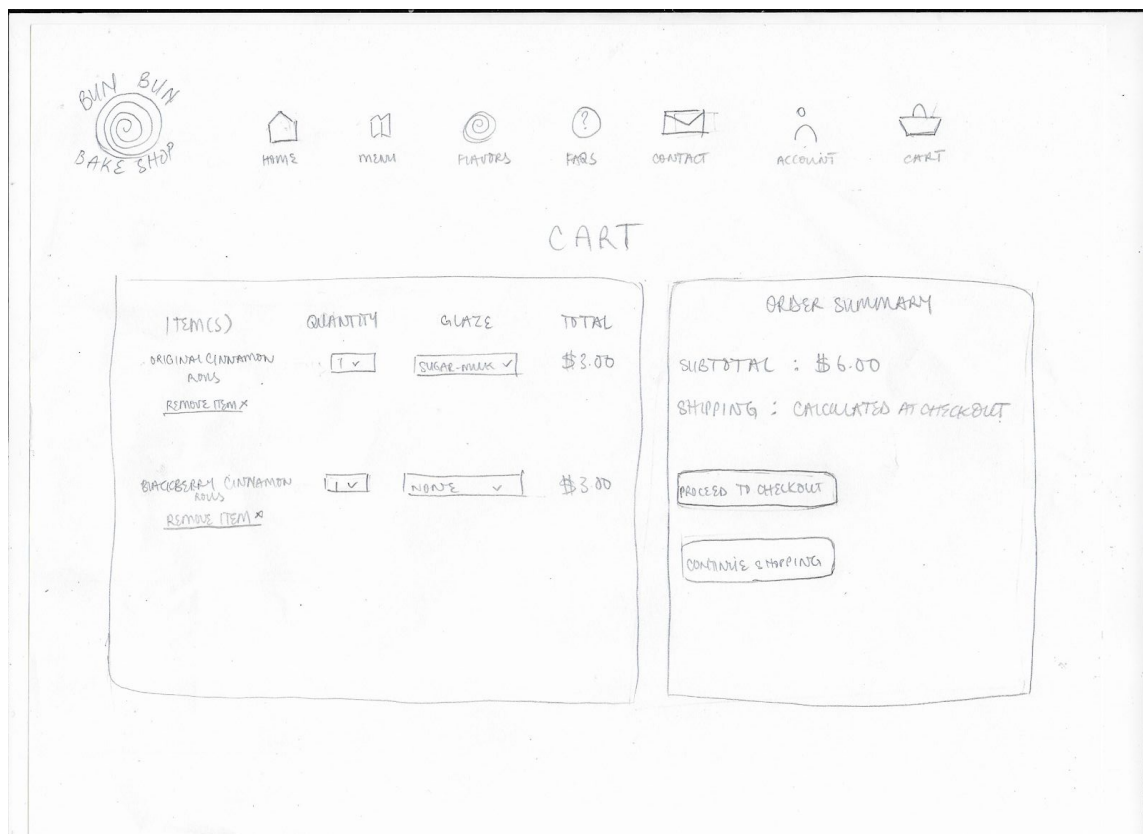 BUN BUN
BAKE SHOP
HOME MENU FLAVORS FAQS CONTACT ACCOUNT CART
CART
ITEM(S) QUANTITY GLAZE TOTAL
ORIGINAL CINNAMON 1 SUGAR-MILK $3.00
ROLLS
REMOVE ITEM X
BLACKBERRY CINNAMON 1 NONE $3.00
ROLLS
REMOVE ITEM X
ORDER SUMMARY
SUBTOTAL : $6.00
SHIPPING : CALCULATED AT CHECKOUT
PROCEED TO CHECKOUT
CONTINUE SHOPPING